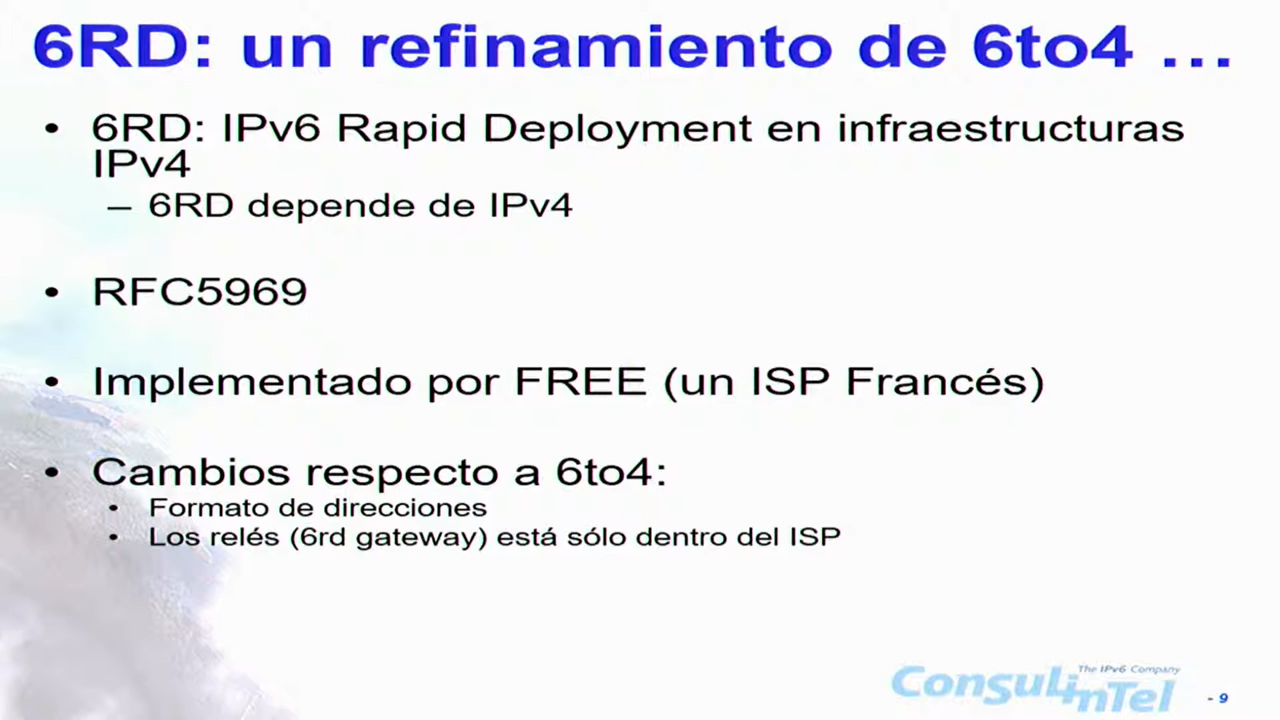 6RD: un refinamiento de 6to4 …
• 6RD: IPv6 Rapid Deployment en infraestructuras
IPv4
– 6RD depende de IPv4
• RFC5969
• Implementado por FREE (un ISP Francés)
• Cambios respecto a 6to4:
• Formato de direcciones
• Los relés (6rd gateway) está sólo dentro del ISP
The IPv6 Company
ConsulinTel
- 9